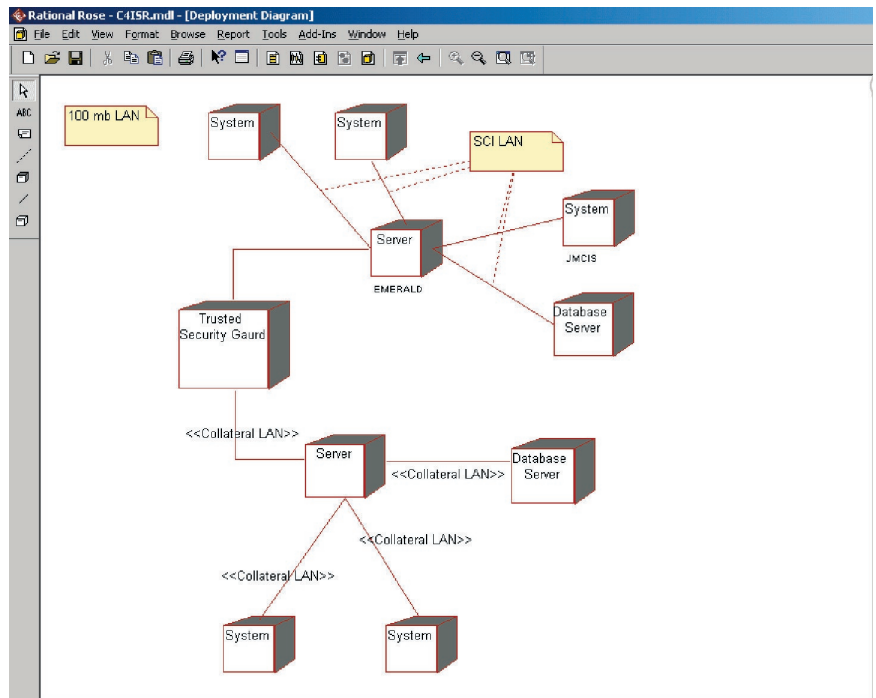 Rational Rose - C4ISR.mdl - [Deployment Diagram]
File Edit View Format Browse Report Tools Add-Ins Window Help
ABC
100 mb LAN
System
System
SCI LAN
System
JMCIS
Server
EMERALD
Database
Server
Trusted
Security Gaurd
<<Collateral LAN>>
Server
<<Collateral LAN>>
Database
Server
<<Collateral LAN>>
<<Collateral LAN>>
System
System